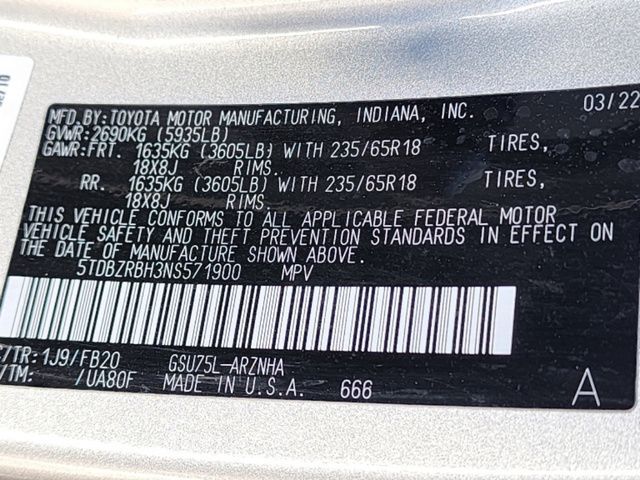 MFD.BY:TOYOTA MOTOR MANUFACTURING, INDIANA, INC. 03/22
GVWR:2690KG (5935LB)
GAWR:FRT. 1635KG (3605LB) WITH 235/65R18 TIRES,
18X8J RIMS.
RR. 1635KG (3605LB) WITH 235/65R18 TIRES,
18X8J RIMS.
THIS VEHICLE CONFORMS TO ALL APPLICABLE FEDERAL MOTOR
VEHICLE SAFETY AND THEFT PREVENTION STANDARDS IN EFFECT ON
THE DATE OF MANUFACTURE SHOWN ABOVE.
5TDBZRBH3NS571900 MPV
C/TR:1J9/FB20 GSU75L-ARZNHA
/TM: /UA80F MADE IN U.S.A. 666 A